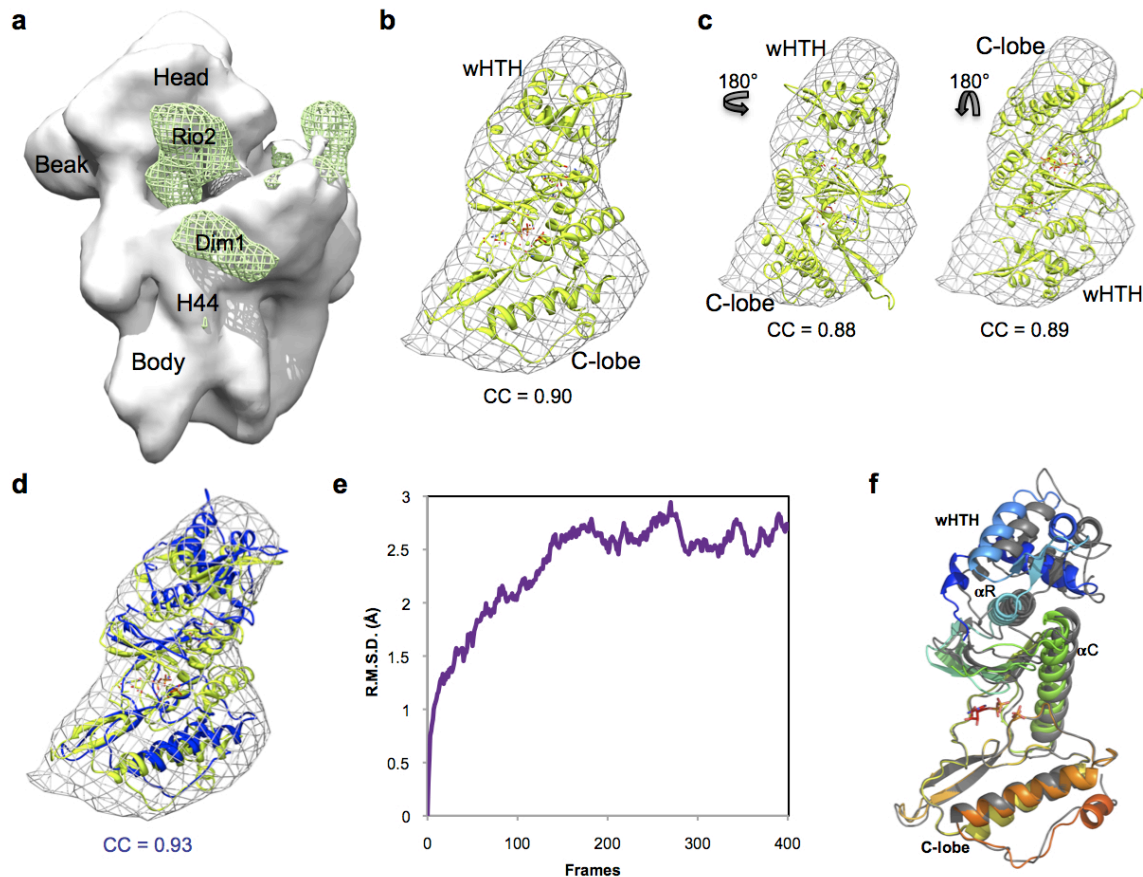 a
Head
Rio2
Beak
Dim1
H44
Body
b
wHTH
C-lobe
CC = 0.90
c
wHTH
180°
C-lobe
CC = 0.88
C-lobe
180°
wHTH
CC = 0.89
d
CC = 0.93
e
3
2.5
2
1.5
1
0.5
0
R.M.S.D. (Å)
0 100 200 300 400
Frames
f
wHTH
αR
αC
C-lobe